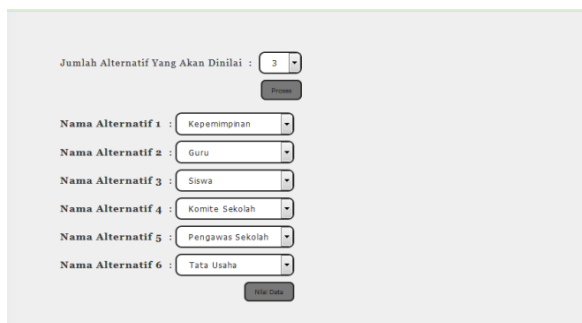 Jumlah Alternatif Yang Akan Dinilai : 3
Proses
Nama Alternatif 1 : Kepemimpinan
Nama Alternatif 2 : Guru
Nama Alternatif 3 : Siswa
Nama Alternatif 4 : Komite Sekolah
Nama Alternatif 5 : Pengawas Sekolah
Nama Alternatif 6 : Tata Usaha
Nilai Data